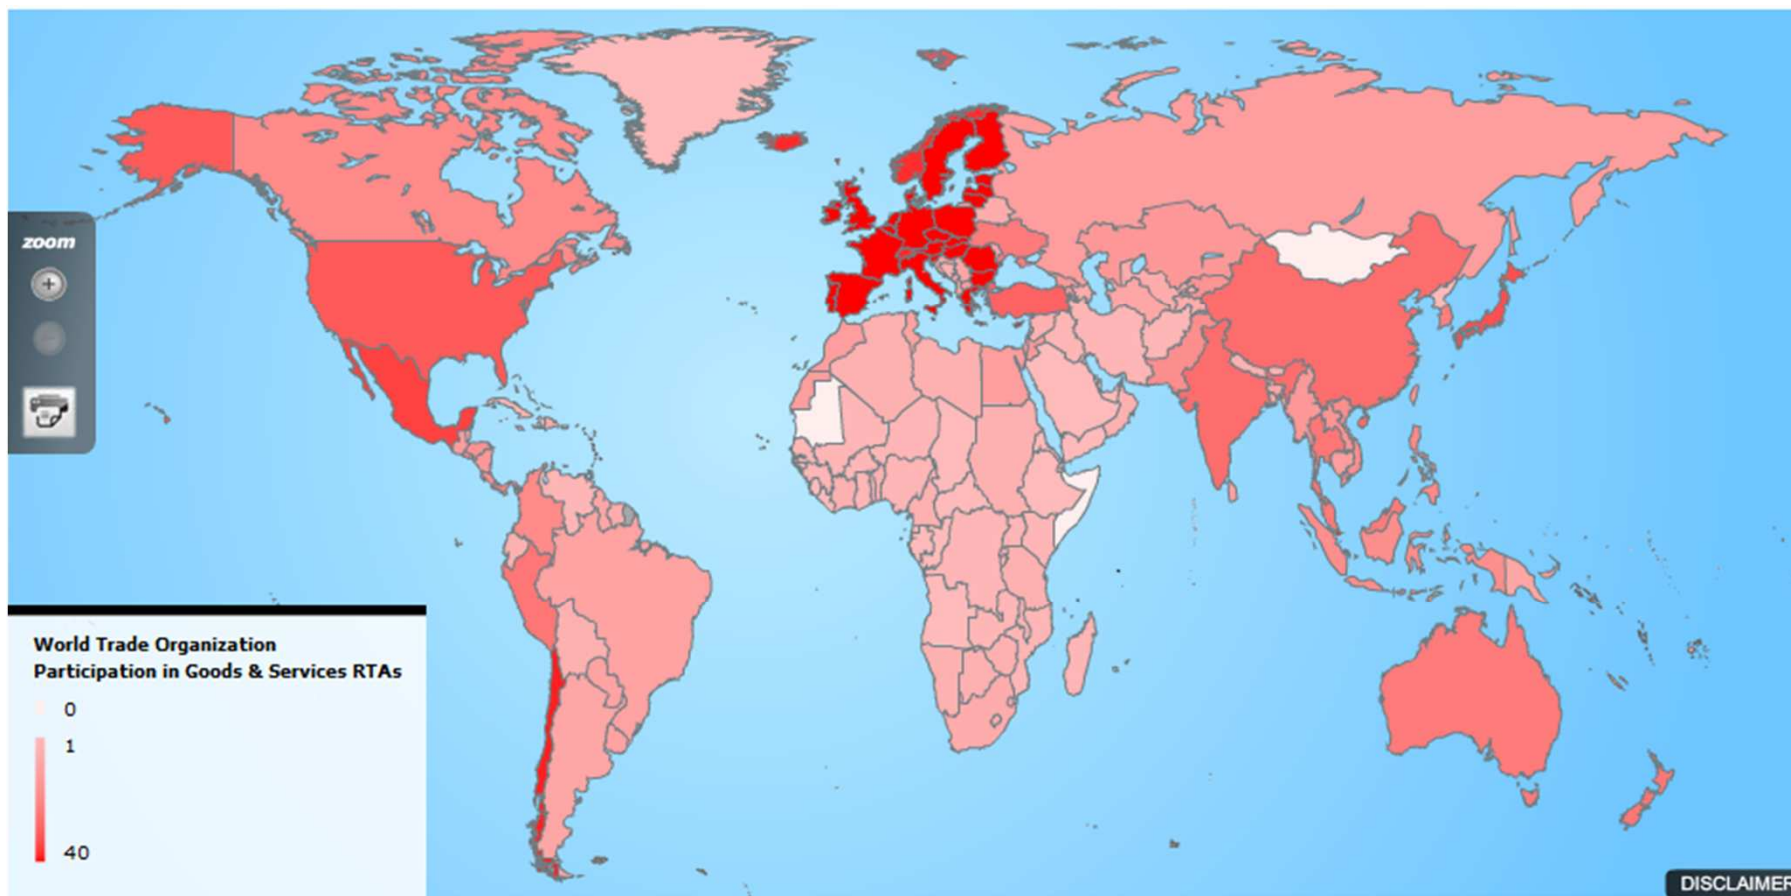 zoom
World Trade Organization
Participation in Goods & Services RTAs
0
1
40
DISCLAIMER